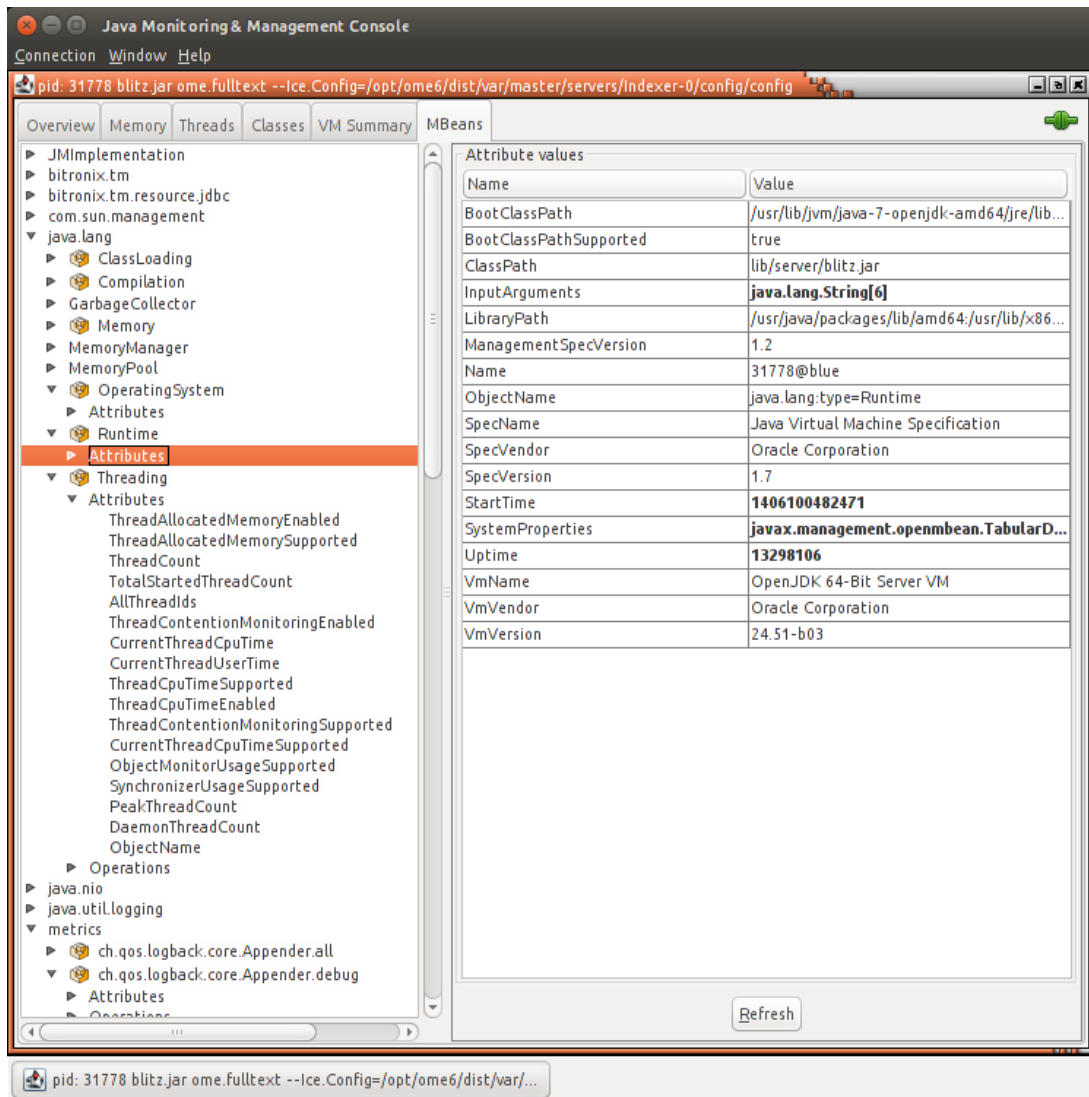 Java Monitoring & Management Console
Connection Window Help
pid: 31778 blitz.jar ome.fulltext --Ice.Config=/opt/ome6/dist/var/master/servers/Indexer-0/config/config
Overview Memory Threads Classes VM Summary MBeans
JMImplementation
bitronix.tm
bitronix.tm.resource.jdbc
com.sun.management
java.lang
ClassLoading
Compilation
GarbageCollector
Memory
MemoryManager
MemoryPool
OperatingSystem
Attributes
Runtime
Attributes
Threading
Attributes
ThreadAllocatedMemoryEnabled
ThreadAllocatedMemorySupported
ThreadCount
TotalStartedThreadCount
AllThreadIds
ThreadContentionMonitoringEnabled
CurrentThreadCpuTime
CurrentThreadUserTime
ThreadCpuTimeSupported
ThreadCpuTimeEnabled
ThreadContentionMonitoringSupported
CurrentThreadCpuTimeSupported
ObjectMonitorUsageSupported
SynchronizerUsageSupported
PeakThreadCount
DaemonThreadCount
ObjectName
Operations
java.nio
java.util.logging
metrics
ch.qos.logback.core.Appender.all
ch.qos.logback.core.Appender.debug
Attributes
Operations
Attribute values
Name Value
BootClassPath /usr/lib/jvm/java-7-openjdk-amd64/jre/lib...
BootClassPathSupported true
ClassPath lib/server/blitz.jar
InputArguments java.lang.String[6]
LibraryPath /usr/java/packages/lib/amd64:/usr/lib/x86...
ManagementSpecVersion 1.2
Name 31778@blue
ObjectName java.lang:type=Runtime
SpecName Java Virtual Machine Specification
SpecVendor Oracle Corporation
SpecVersion 1.7
StartTime 1406100482471
SystemProperties javax.management.openmbean.TabularD...
Uptime 13298106
VmName OpenJDK 64-Bit Server VM
VmVendor Oracle Corporation
VmVersion 24.51-b03
Refresh
pid: 31778 blitz.jar ome.fulltext --Ice.Config=/opt/ome6/dist/var/...